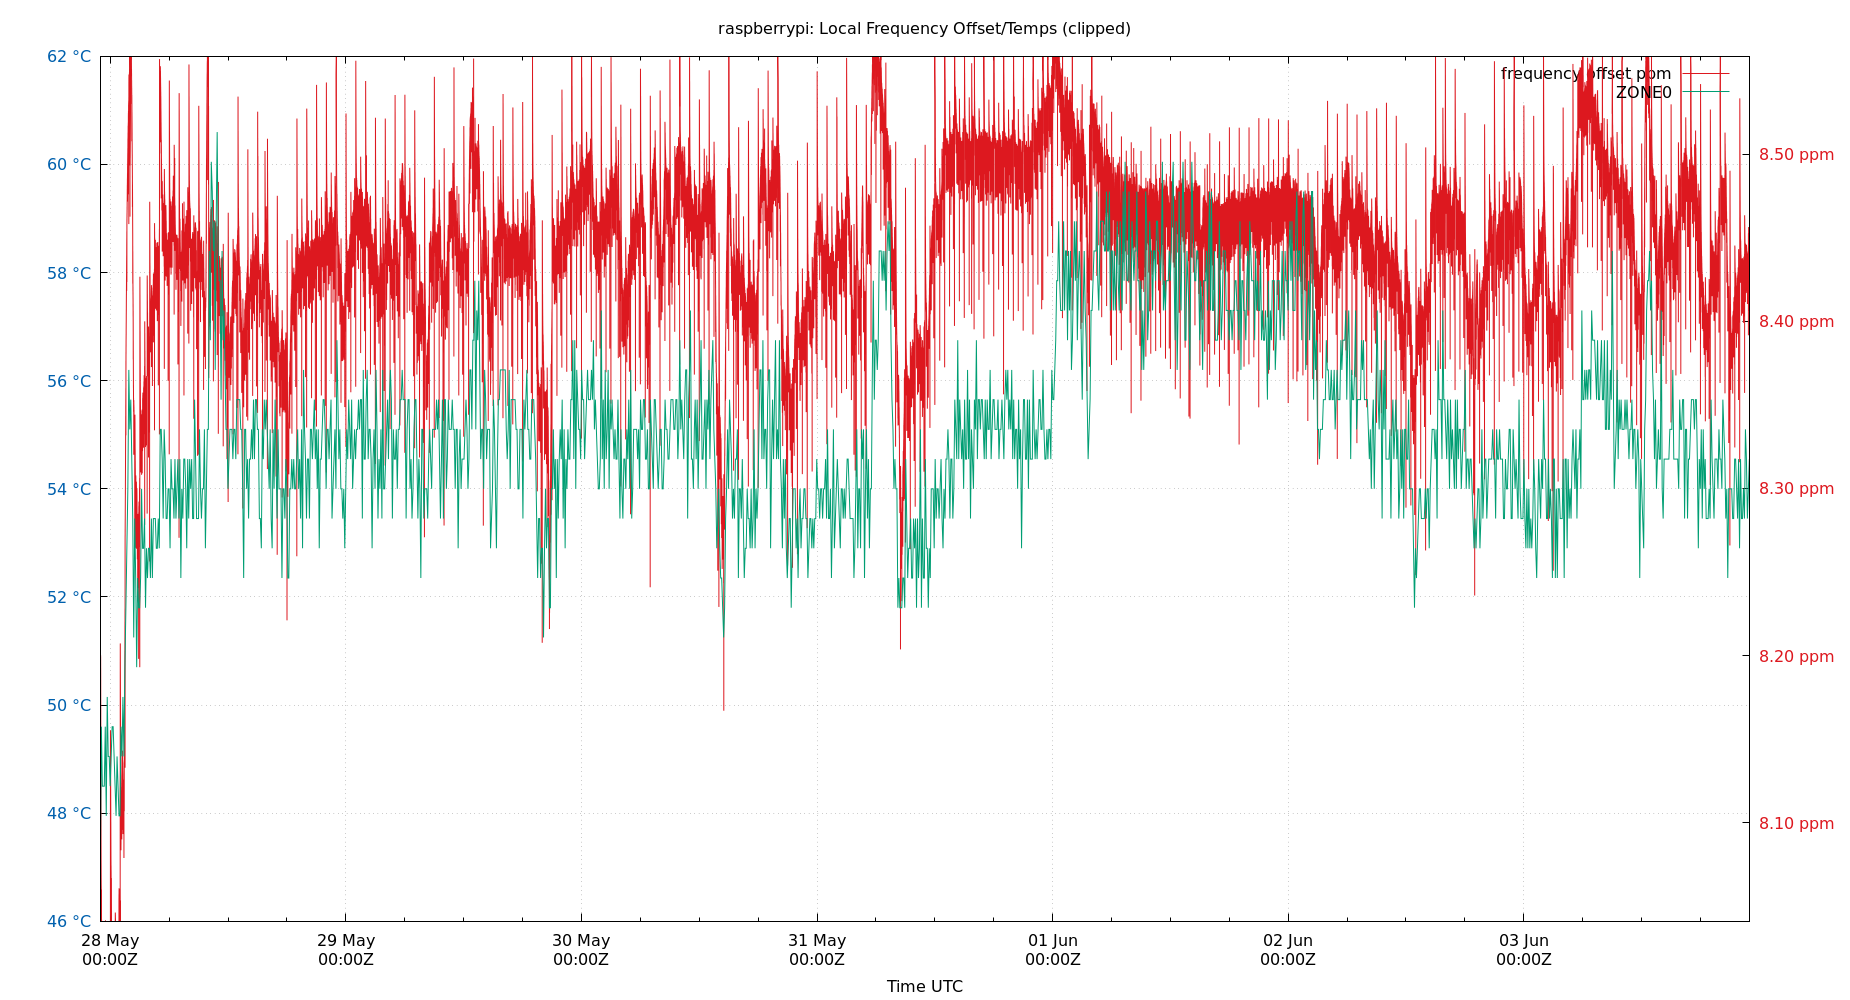 raspberrypi: Local Frequency Offset/Temps (clipped)
62 °C
60 °C
58 °C
56 °C
54 °C
52 °C
50 °C
48 °C
46 °C
frequency offset ppm
ZONE0
8.50 ppm
8.40 ppm
8.30 ppm
8.20 ppm
8.10 ppm
28 May
00:00Z
29 May
00:00Z
30 May
00:00Z
31 May
00:00Z
01 Jun
00:00Z
02 Jun
00:00Z
03 Jun
00:00Z
Time UTC